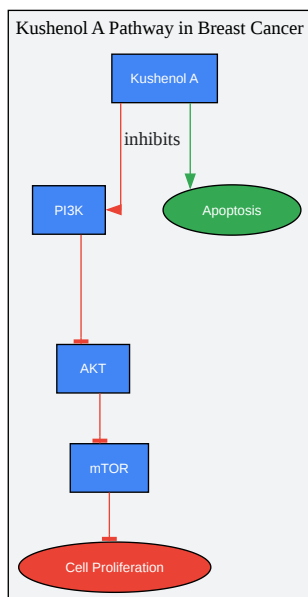 Kushenol A Pathway in Breast Cancer
Kushenol A
inhibits
PI3K
Apoptosis
AKT
mTOR
Cell Proliferation